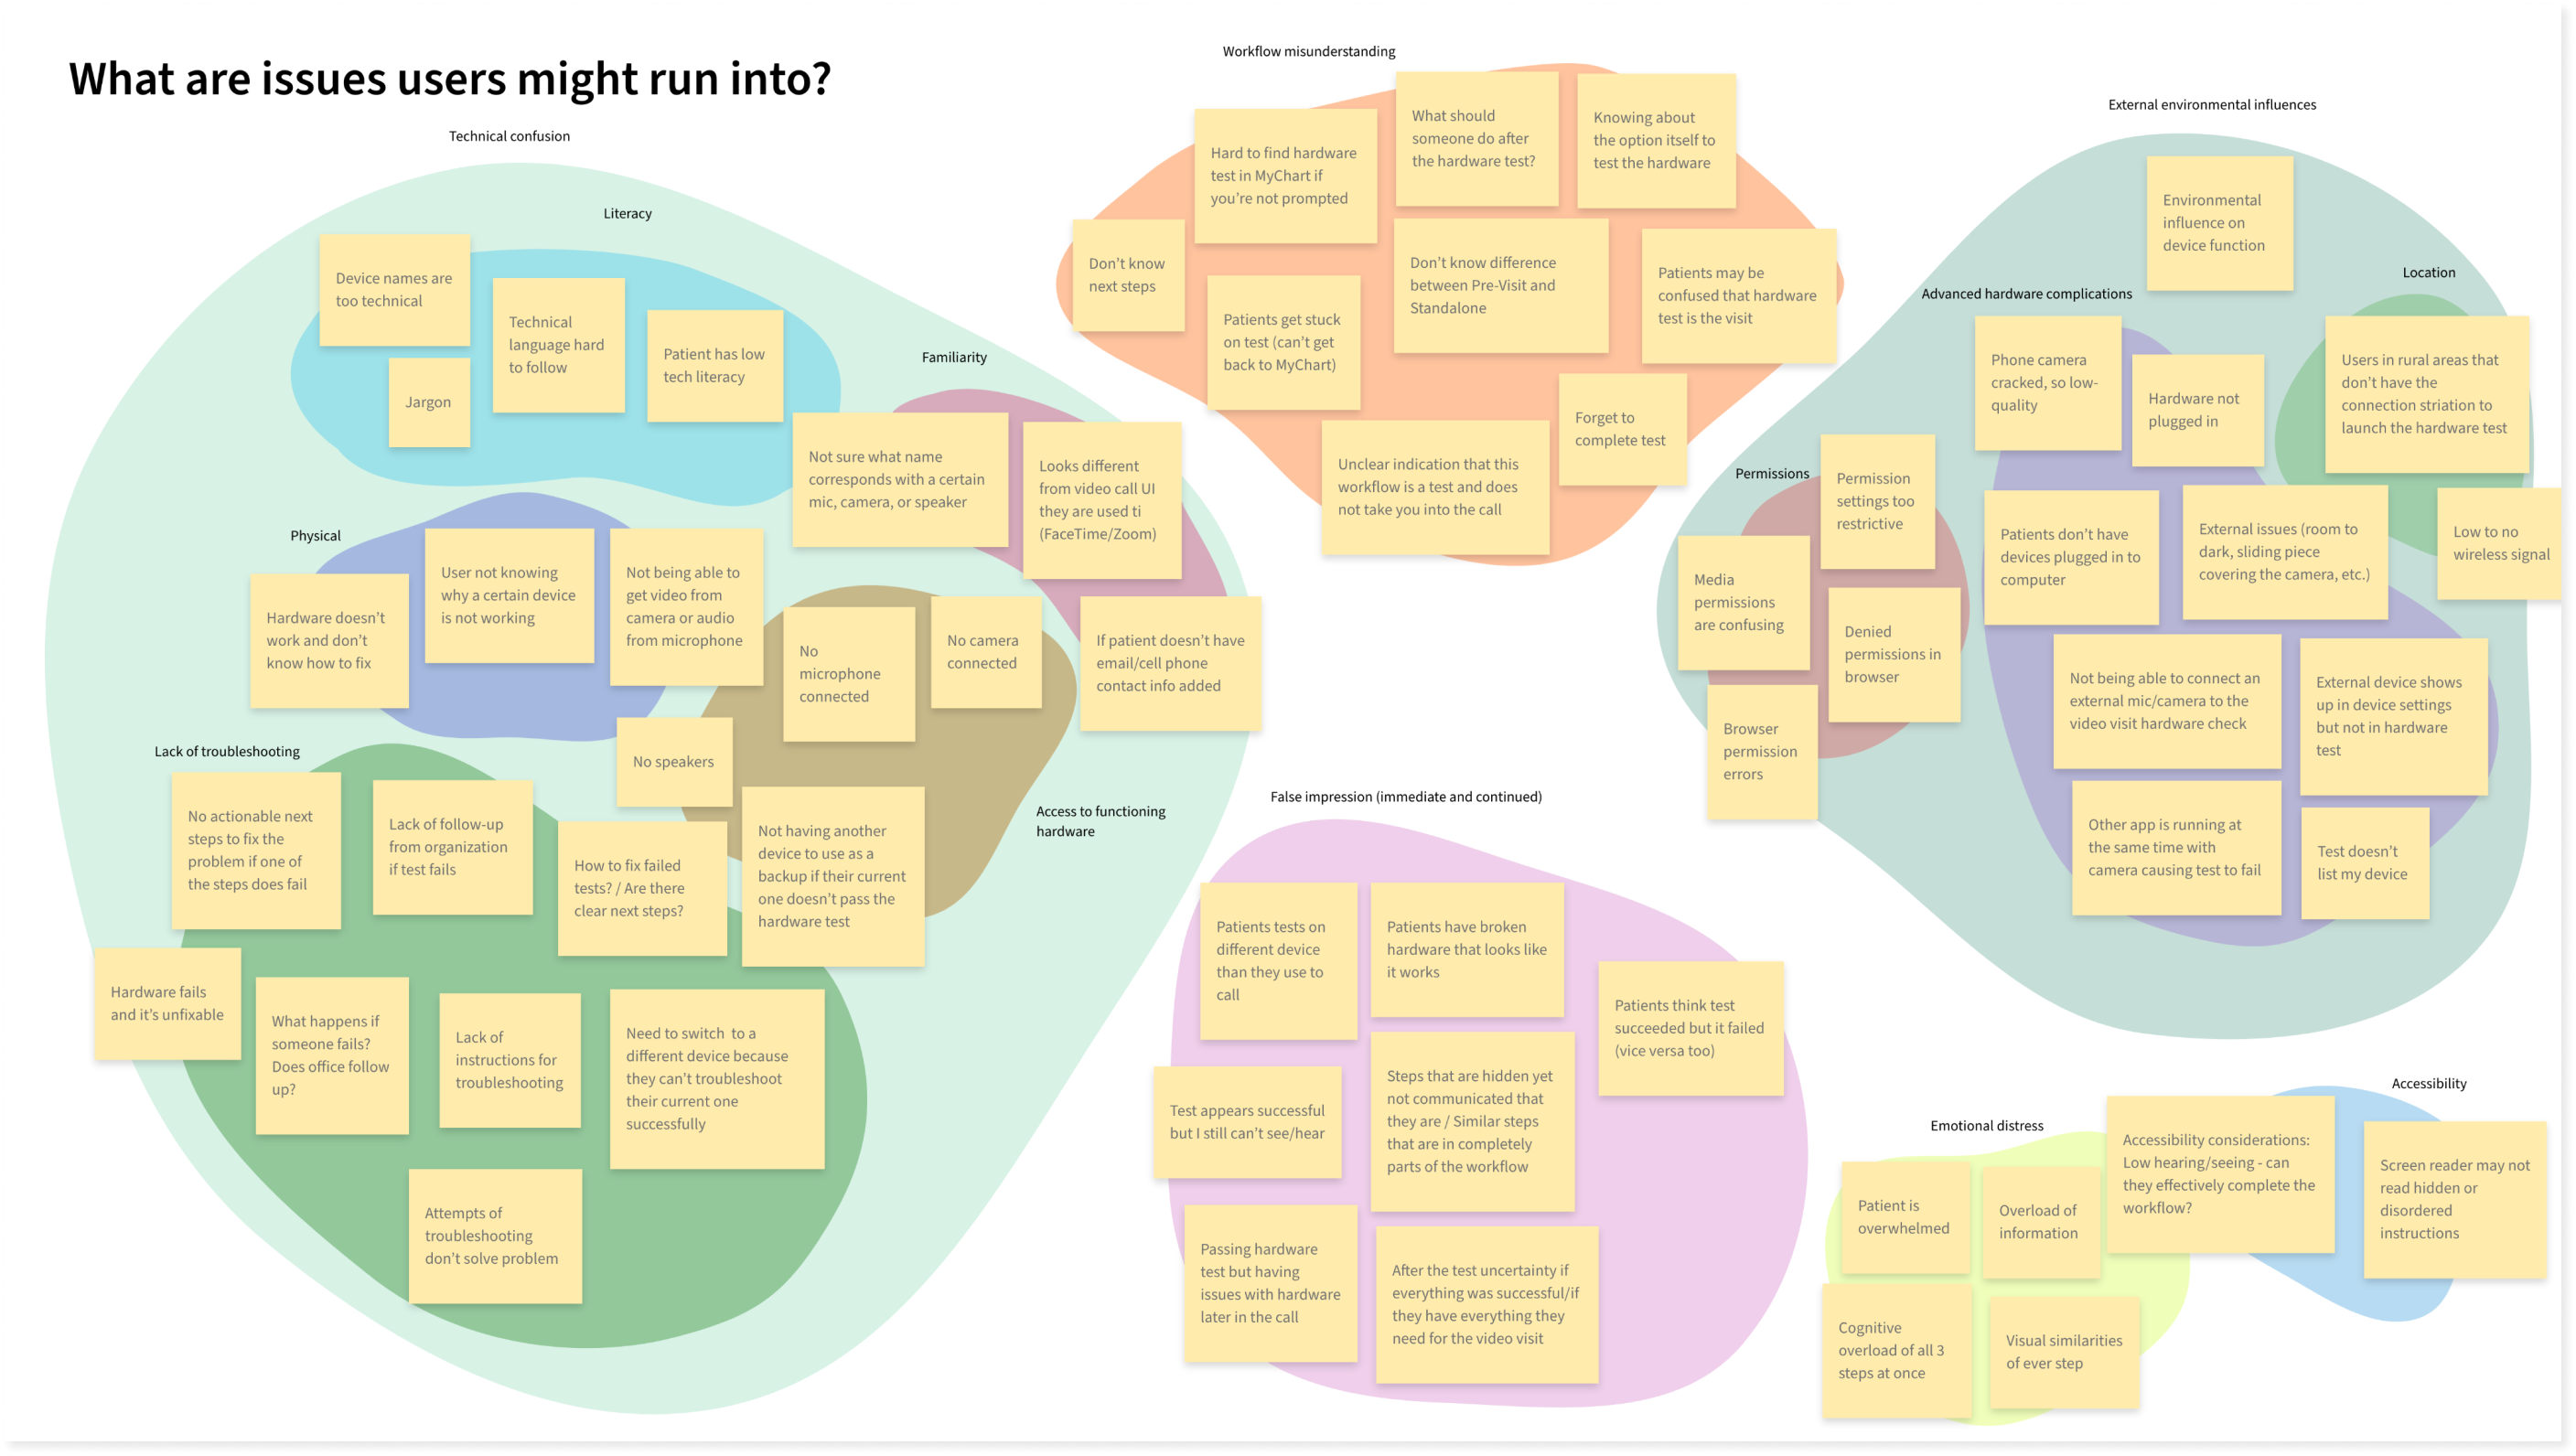 What are issues users might run into?
Technical confusion
Literacy
Device names are
too technical
Technical
language hard
to follow
Patient has low
tech literacy
Jargon
Familiarity
Not sure what name
corresponds with a certain
mic, camera, or speaker
Looks different
from video call UI
they are used ti
(FaceTime/Zoom)
If patient doesn't have
email/cell phone
contact info added
Physical
Hardware doesn't
work and don't
know how to fix
User not knowing
why a certain device
is not working
Not being able to
get video from
camera or audio
from microphone
No
microphone
connected
No camera
connected
No speakers
Not having another
device to use as a
backup if their current
one doesn't pass the
hardware test
Access to functioning
hardware
Lack of troubleshooting
No actionable next
steps to fix the
problem if one of
the steps does fail
Lack of follow-up
from organization
if test fails
How to fix failed
tests? / Are there
clear next steps?
Hardware fails
and it's unfixable
What happens if
someone fails?
Does office follow
up?
Lack of
instructions for
troubleshooting
Need to switch  to a
different device because
they can't troubleshoot
their current one
successfully
Attempts of
troubleshooting
don't solve problem
Workflow misunderstanding
Hard to find hardware
test in MyChart if
you're not prompted
What should
someone do after
the hardware test?
Knowing about
the option itself to
test the hardware
Don't know
next steps
Patients get stuck
on test (can't get
back to MyChart)
Don't know difference
between Pre-Visit and
Standalone
Patients may be
confused that hardware
test is the visit
Unclear indication that this
workflow is a test and does
not take you into the call
Forget to
complete test
External environmental influences
Environmental
influence on
device function
Location
Users in rural areas that
don't have the
connection striation to
launch the hardware test
Low to no
wireless signal
Advanced hardware complications
Phone camera
cracked, so low-
quality
Hardware not
plugged in
Patients don't have
devices plugged in to
computer
External issues (room to
dark, sliding piece
covering the camera, etc.)
Not being able to connect an
external mic/camera to the
video visit hardware check
External device shows
up in device settings
but not in hardware
test
Other app is running at
the same time with
camera causing test to fail
Test doesn't
list my device
Permissions
Permission
settings too
restrictive
Media
permissions
are confusing
Denied
permissions in
browser
Browser
permission
errors
False impression (immediate and continued)
Patients tests on
different device
than they use to
call
Patients have broken
hardware that looks like
it works
Patients think test
succeeded but it failed
(vice versa too)
Test appears successful
but I still can't see/hear
Steps that are hidden yet
not communicated that
they are / Similar steps
that are in completely
parts of the workflow
Passing hardware
test but having
issues with hardware
later in the call
After the test uncertainty if
everything was successful/if
they have everything they
need for the video visit
Emotional distress
Patient is
overwhelmed
Overload of
information
Cognitive
overload of all 3
steps at once
Visual similarities
of ever step
Accessibility
Accessibility considerations:
Low hearing/seeing - can
they effectively complete the
workflow?
Screen reader may not
read hidden or
disordered
instructions